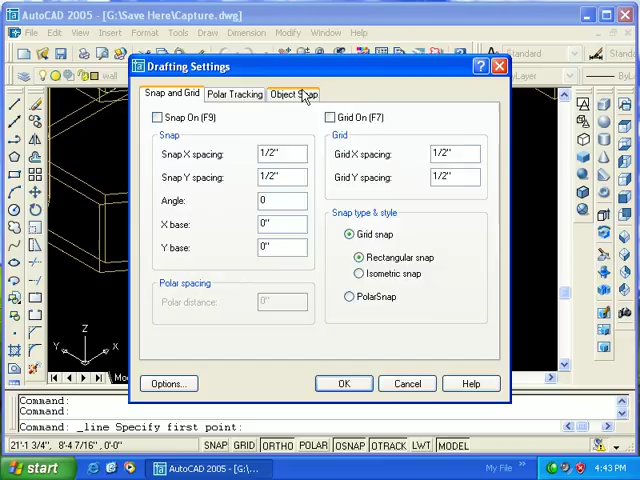 AutoCAD 2005 - [G:\Save Here\Capture.dwg]
File Edit View Insert Format Tools Draw Dimension Modify Window Help
Standard
wall
ByLa
Drafting Settings
Snap and Grid Polar Tracking Object Snap
Snap On (F9)
Grid On (F7)
Snap
Snap X spacing: 1/2"
Snap Y spacing: 1/2"
Angle: 0
X base: 0"
Y base: 0"
Grid
Grid X spacing: 1/2"
Grid Y spacing: 1/2"
Snap type & style
Grid snap
Rectangular snap
Isometric snap
PolarSnap
Polar spacing
Polar distance: 0"
Options... OK Cancel Help
Z
Y X
Command:
Command:
Command: _line Specify first point:
21'-1 3/4", 8'-4 7/16", 0'-0" SNAP GRID ORTHO POLAR OSNAP OTRACK LWT MODEL
start AutoCAD 2005 - [G:\... My File 4:43 PM